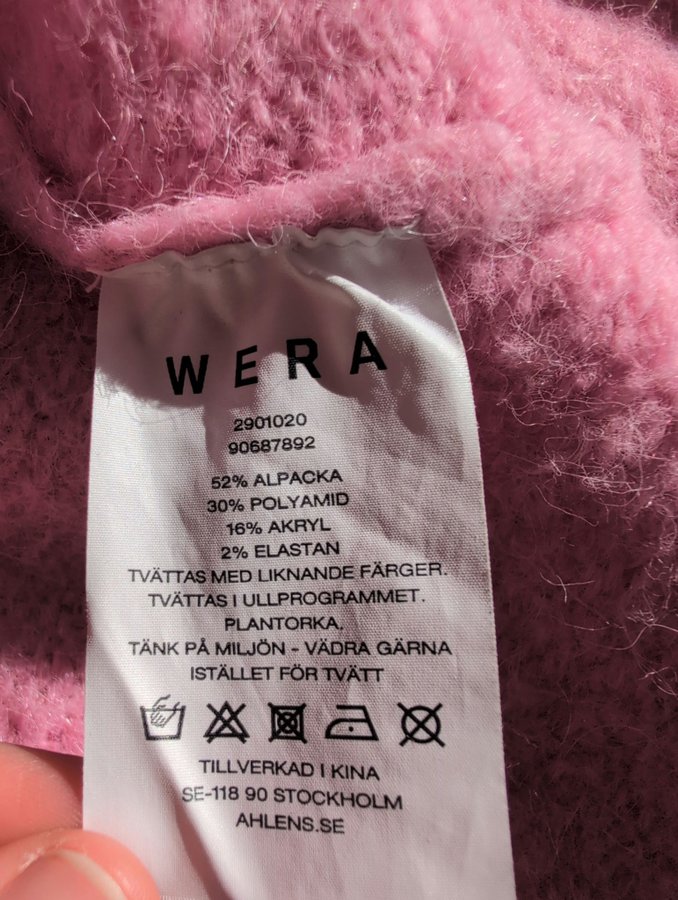 WERA
2901020
90687892
52% ALPACKA
30% POLYAMID
16% AKRYL
2% ELASTAN
TVÄTTAS MED LIKNANDE FÄRGER.
TVÄTTAS I ULLPROGRAMMET.
PLANTORKA.
TÄNK PÅ MILJÖN - VÄDRA GÄRNA
ISTÄLLET FÖR TVÄTT
TILLVERKAD I KINA
SE-118 90 STOCKHOLM
AHLENS.SE